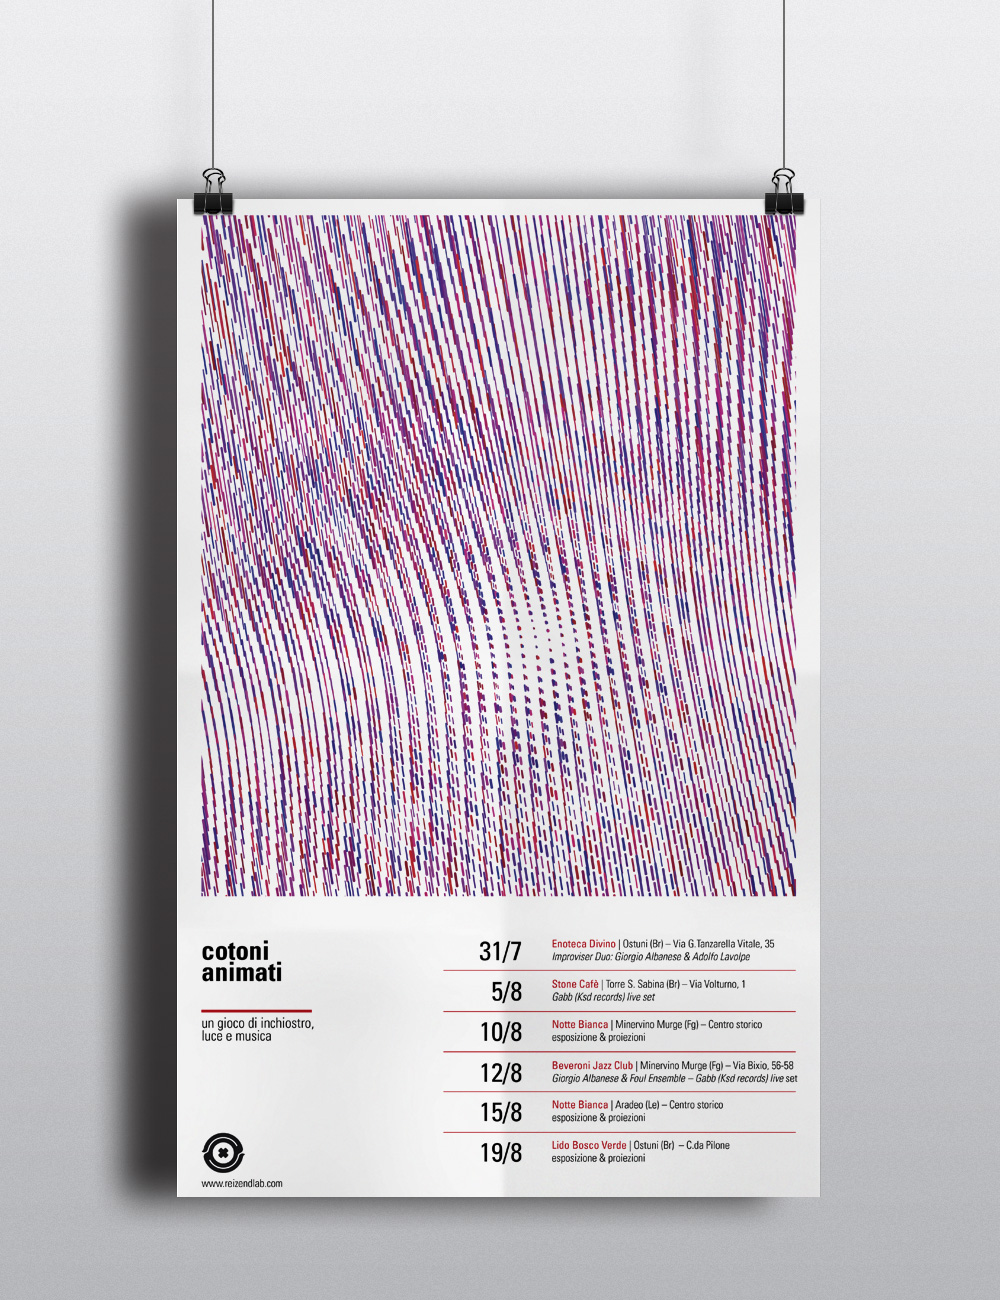 cotoni
animati
un gioco di inchiostro,
luce e musica
31/7
Enoteca Divino | Ostuni (Br) – Via G.Tanzarella Vitale, 35
Improviser Duo: Giorgio Albanese & Adolfo Lavolpe
5/8
Stone Cafè | Torre S. Sabina (Br) – Via Volturno, 1
Gabb (Ksd records) live set
10/8
Notte Bianca | Minervino Murge (Fg) – Centro storico
esposizione & proiezioni
12/8
Beveroni Jazz Club | Minervino Murge (Fg) – Via Bixio, 56-58
Giorgio Albanese & Foul Ensemble – Gabb (Ksd records) live set
15/8
Notte Bianca | Aradeo (Le) – Centro storico
esposizione & proiezioni
19/8
Lido Bosco Verde | Ostuni (Br) – C.da Pilone
esposizione & proiezioni
www.reizendlab.com